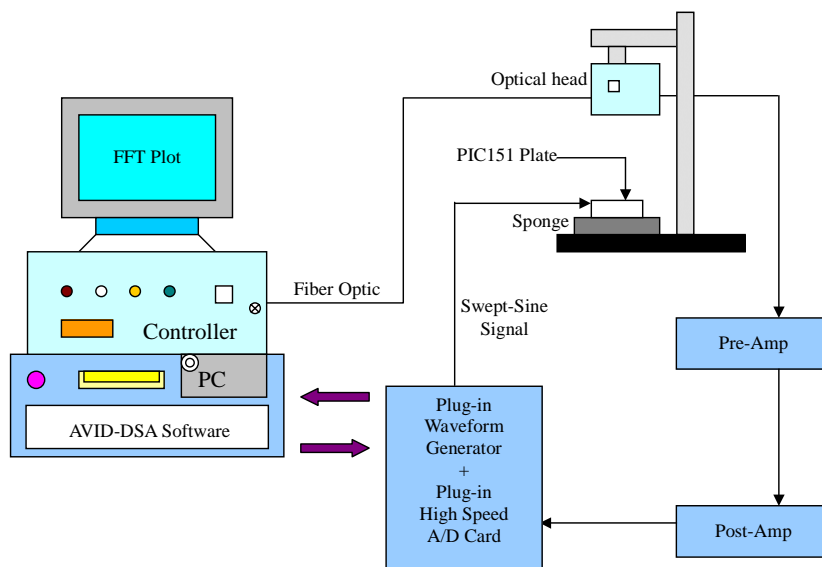 Optical head
FFT Plot
PIC151 Plate
Sponge
Fiber Optic
Swept-Sine
Signal
Controller
Pre-Amp
PC
AVID-DSA Software
Plug-in
Waveform
Generator
+
Plug-in
High Speed
A/D Card
Post-Amp